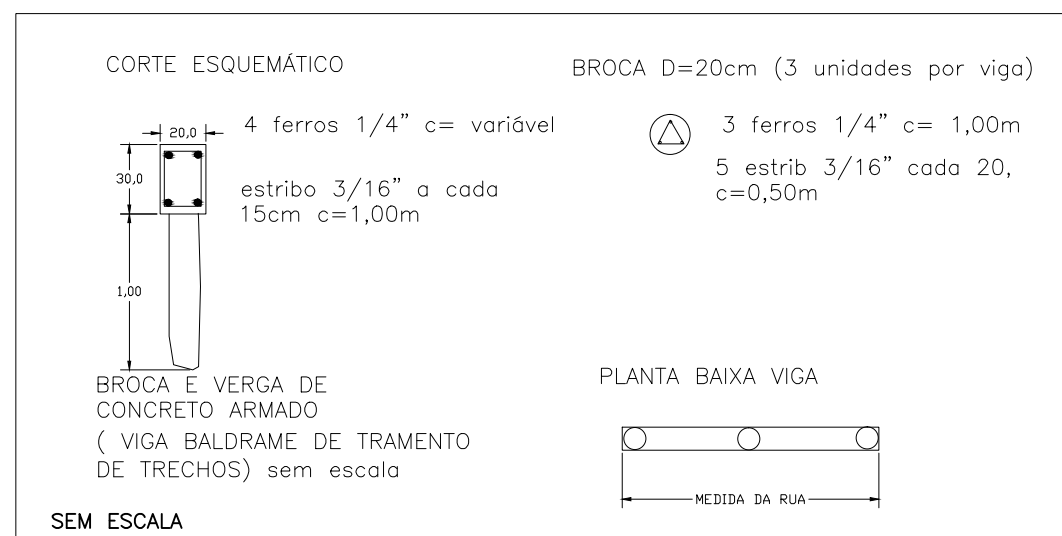 CORTE ESQUEMÁTICO
BROCA D=20cm (3 unidades por viga)
20,0
4 ferros 1/4" c= variável
3 ferros 1/4" c= 1,00m
30,0
estribo 3/16" a cada
15cm c=1,00m
5 estrib 3/16" cada 20,
c=0,50m
1,00
BROCA E VERGA DE
CONCRETO ARMADO
( VIGA BALDRAME DE TRAMENTO
DE TRECHOS) sem escala
PLANTA BAIXA VIGA
MEDIDA DA RUA
SEM ESCALA